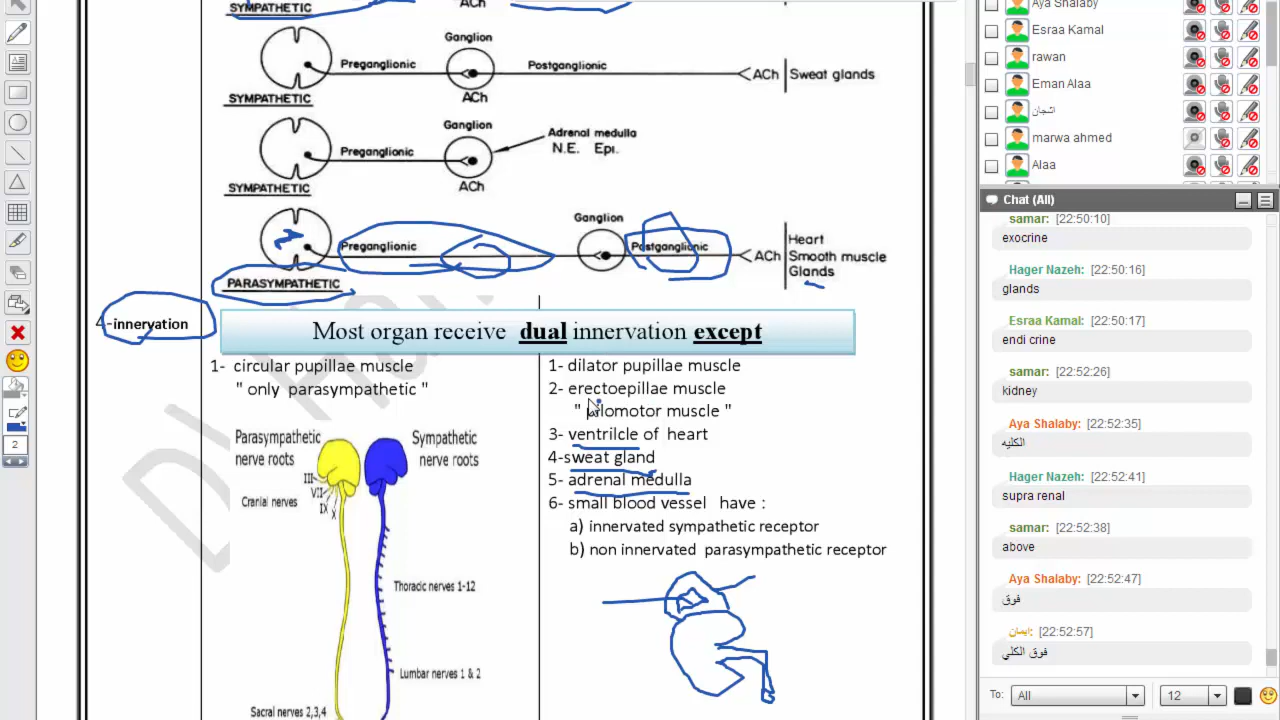 SYMPATHETIC
ACh
Ganglion
Preganglionic
Postganglionic
ACh
Sweat glands
SYMPATHETIC
ACh
Ganglion
Adrenal medulla
N.E. Epi.
Preganglionic
SYMPATHETIC
ACh
Ganglion
Preganglionic
Postganglionic
ACh
Heart
Smooth muscle
Glands
PARASYMPATHETIC
4-innervation
Most organ receive dual innervation except
1- circular pupillae muscle
" only parasympathetic "
Parasympathetic
nerve roots
Sympathetic
nerve roots
III
VII
IX
X
Cranial nerves
Thoracic nerves 1-12
Lumbar nerves 1 & 2
Sacral nerves 2,3,4
1- dilator pupillae muscle
2- erectoepillae muscle
" pilomotor muscle "
3- ventrilcle of heart
4-sweat gland
5- adrenal medulla
6- small blood vessel have :
a) innervated sympathetic receptor
b) non innervated parasympathetic receptor
2
Aya Shalaby
Esraa Kamal
rawan
Eman Alaa
marwa ahmed
Alaa
Chat (All)
samar: [22:50:10]
exocrine
Hager Nazeh: [22:50:16]
glands
Esraa Kamal: [22:50:17]
endi crine
samar: [22:52:26]
kidney
Aya Shalaby: [22:52:35]
الكليه
Hager Nazeh: [22:52:41]
supra renal
samar: [22:52:38]
above
Aya Shalaby: [22:52:47]
فوق
ايمان: [22:52:57]
فوق الكلي
To: All 12